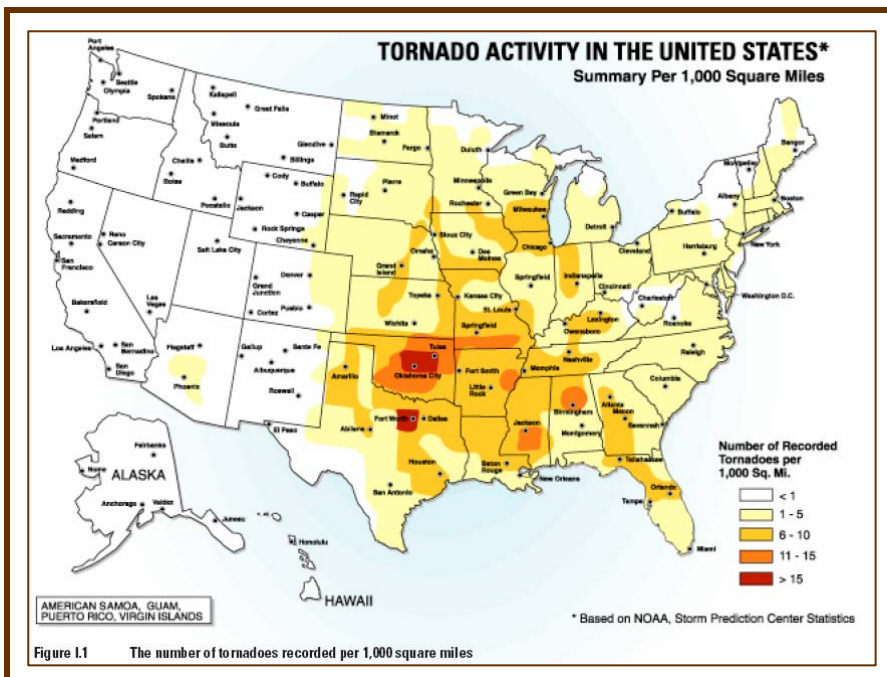 TORNADO ACTIVITY IN THE UNITED STATES*
Summary Per 1,000 Square Miles
Port Angeles
Seattle
Olympia
Spokane
Portland
Salem
Medford
Kalispell
Great Falls
Missoula
Butte
Glendive
Billings
Challis
Boise
Pocatello
Cody
Buffalo
Jackson
Casper
Rock Springs
Cheyenne
Minot
Bismarck
Fargo
Duluth
Rapid City
Pierre
Minneapolis
Rochester
Green Bay
Milwaukee
Sioux City
Des Moines
Chicago
Omaha
Grand Island
Detroit
Buffalo
Cleveland
Montpelier
Bangor
Albany
Boston
New York
Harrisburg
Washington D.C.
Redding
Reno
Carson City
Sacramento
San Francisco
Salt Lake City
Bakersfield
Las Vegas
Los Angeles
San Bernadino
San Diego
Denver
Grand Junction
Cortez
Pueblo
Flagstaff
Phoenix
Gallup
Santa Fe
Albuquerque
Roswell
El Paso
Topeka
Kansas City
Wichita
St. Louis
Springfield
Springfield
Indianapolis
Cincinnati
Charleston
Lexington
Owensboro
Roanoke
Raleigh
Nashville
Memphis
Tulsa
Oklahoma City
Amarillo
Fort Smith
Little Rock
Fort Worth
Dallas
Abilene
Jackson
Birmingham
Montgomery
Atlanta
Macon
Columbia
Savannah
Houston
San Antonio
Baton Rouge
New Orleans
Tallahassee
Orlando
Tampa
Miami
Fairbanks
Nome
ALASKA
Anchorage
Valdez
Juneau
Honolulu
HAWAII
Number of Recorded
Tornadoes per
1,000 Sq. Mi.
< 1
1 - 5
6 - 10
11 - 15
> 15
AMERICAN SAMOA, GUAM,
PUERTO RICO, VIRGIN ISLANDS
* Based on NOAA, Storm Prediction Center Statistics
Figure I.1 The number of tornadoes recorded per 1,000 square miles